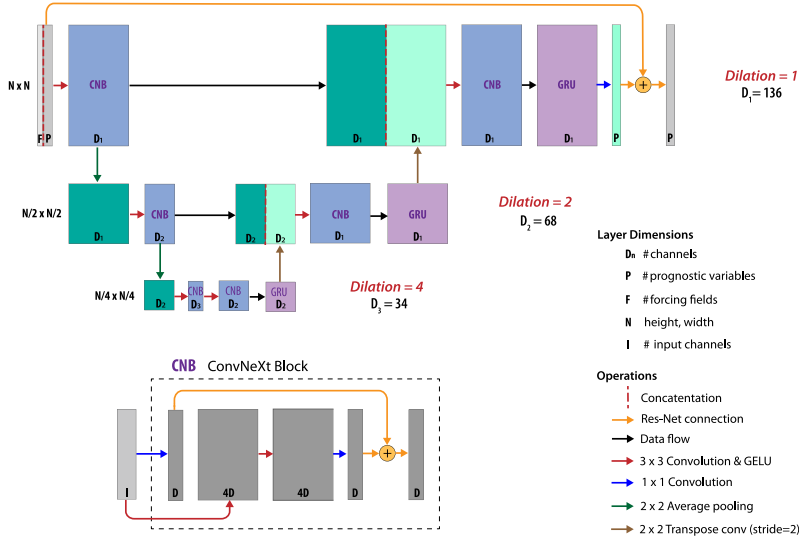 N x N
F P
CNB
D₁
D₁
D₁
CNB
D₁
GRU
D₁
P
+
P
Dilation = 1
D₁ = 136
N/2 x N/2
D₁
CNB
D₂
D₂
D₂
CNB
D₁
GRU
D₁
Dilation = 2
D₂ = 68
N/4 x N/4
D₂
CNB
D₃
CNB
D₂
GRU
D₂
Dilation = 4
D₃ = 34
Layer Dimensions
Dₙ # channels
P # prognostic variables
F # forcing fields
N height, width
I # input channels
CNB ConvNeXt Block
I
D
4D
4D
D
+
D
Operations
Concatentation
Res-Net connection
Data flow
3 x 3 Convolution & GELU
1 x 1 Convolution
2 x 2 Average pooling
2 x 2 Transpose conv (stride=2)